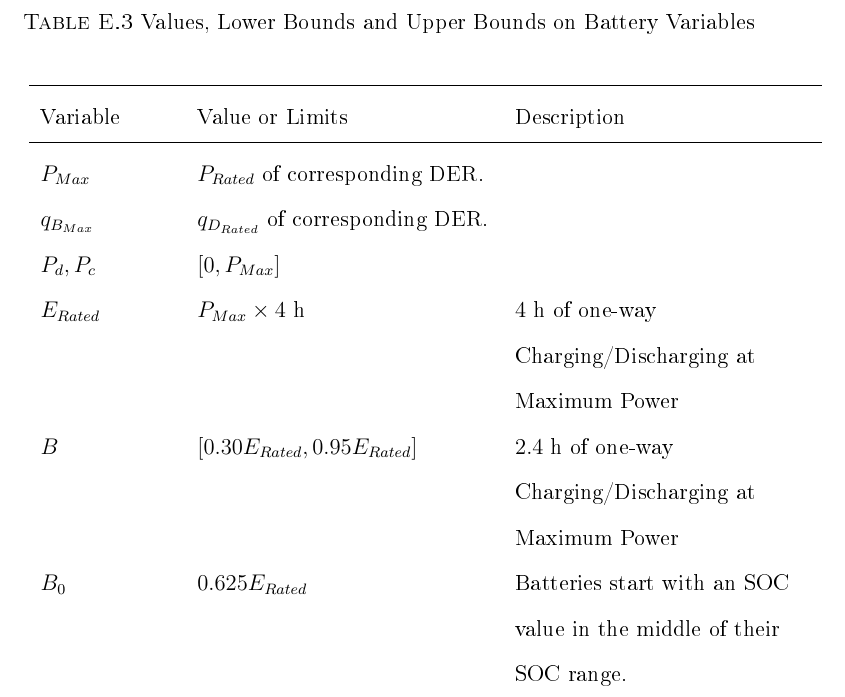 TABLE E.3 Values, Lower Bounds and Upper Bounds on Battery Variables
Variable Value or Limits Description
P_{Max} P_{Rated} of corresponding DER.
q_{B_{Max}} q_{D_{Rated}} of corresponding DER.
P_d, P_c [0, P_{Max}]
E_{Rated} P_{Max} × 4 h 4 h of one-way
Charging/Discharging at
Maximum Power
B [0.30E_{Rated}, 0.95E_{Rated}] 2.4 h of one-way
Charging/Discharging at
Maximum Power
B_0 0.625E_{Rated} Batteries start with an SOC
value in the middle of their
SOC range.